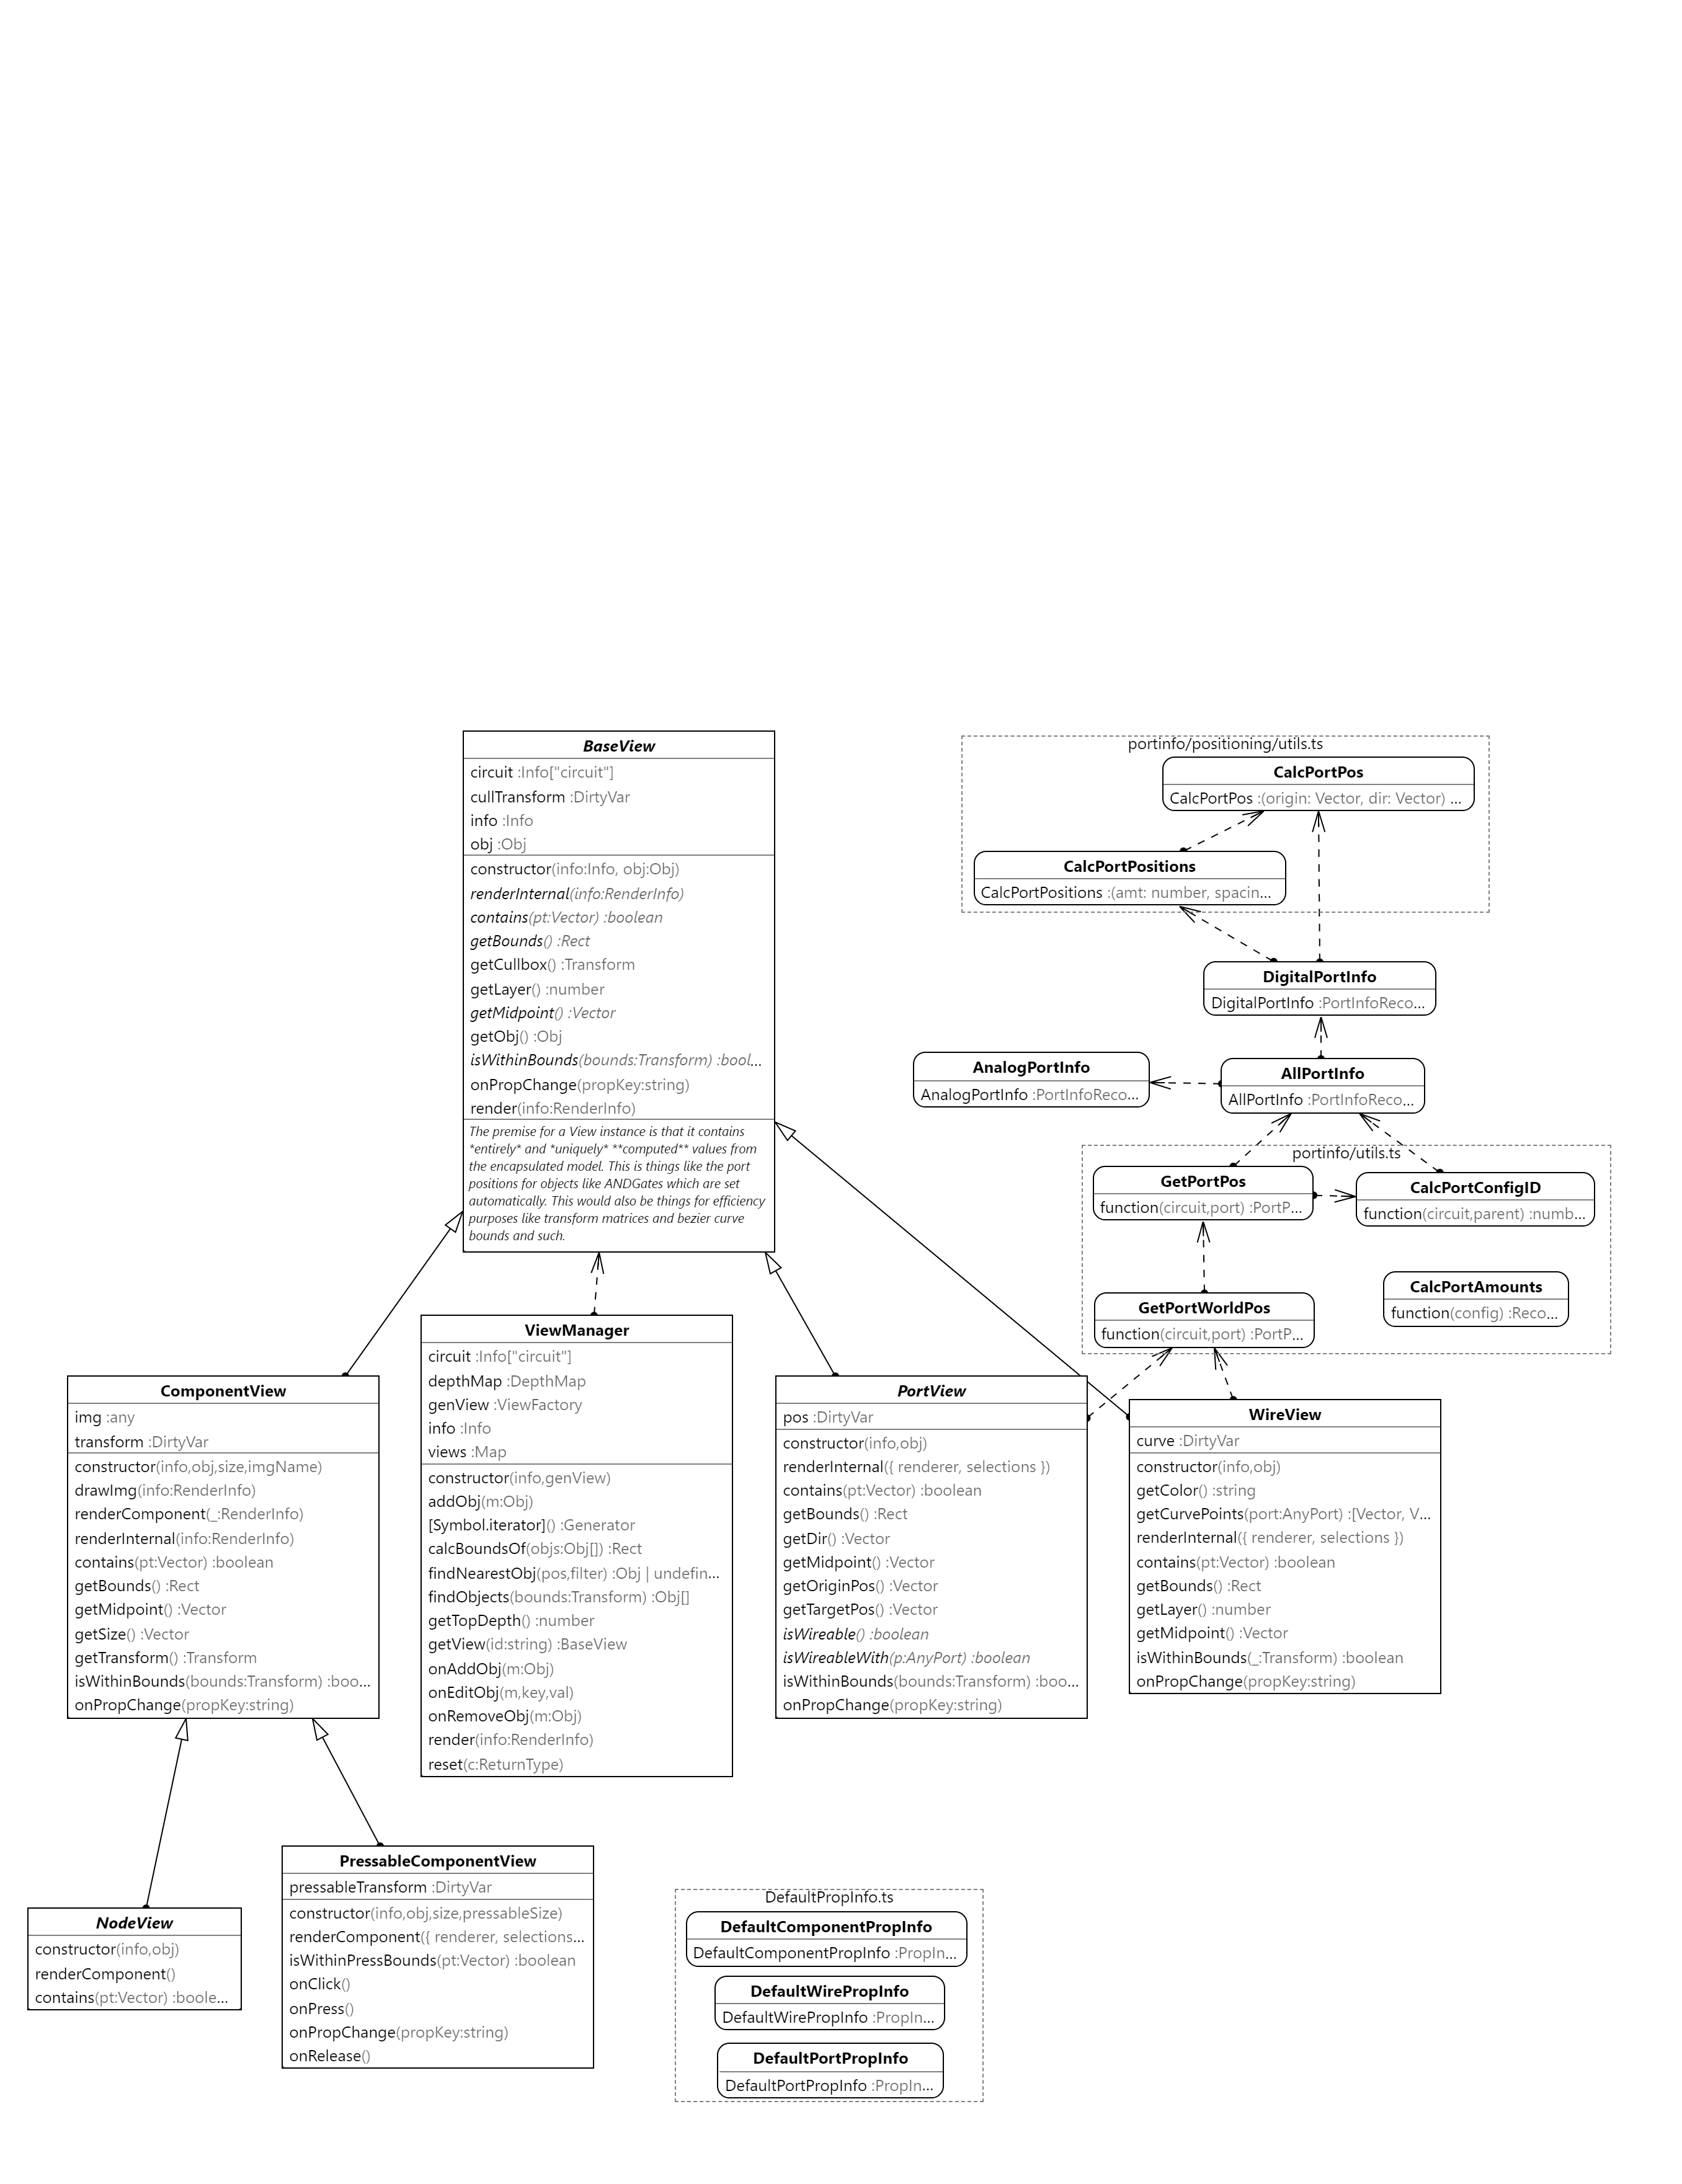 BaseView
circuit :Info["circuit"]
cullTransform :DirtyVar
info :Info
obj :Obj
constructor(info:Info, obj:Obj)
renderInternal(info:RenderInfo)
contains(pt:Vector) :boolean
getBounds() :Rect
getCullbox() :Transform
getLayer() :number
getMidpoint() :Vector
getObj() :Obj
isWithinBounds(bounds:Transform) :bool...
onPropChange(propKey:string)
render(info:RenderInfo)
The premise for a View instance is that it contains
*entirely* and *uniquely* **computed** values from
the encapsulated model. This is things like the port
positions for objects like ANDGates which are set
automatically. This would also be things for efficiency
purposes like transform matrices and bezier curve
bounds and such.
portinfo/positioning/utils.ts
CalcPortPos
CalcPortPos :(origin: Vector, dir: Vector) ...
CalcPortPositions
CalcPortPositions :(amt: number, spacin...
DigitalPortInfo
DigitalPortInfo :PortInfoReco...
AnalogPortInfo
AnalogPortInfo :PortInfoReco...
AllPortInfo
AllPortInfo :PortInfoReco...
portinfo/utils.ts
GetPortPos
function(circuit,port) :PortP...
CalcPortConfigID
function(circuit,parent) :numb...
CalcPortAmounts
function(config) :Reco...
GetPortWorldPos
function(circuit,port) :PortP...
ComponentView
img :any
transform :DirtyVar
constructor(info,obj,size,imgName)
drawImg(info:RenderInfo)
renderComponent(_:RenderInfo)
renderInternal(info:RenderInfo)
contains(pt:Vector) :boolean
getBounds() :Rect
getMidpoint() :Vector
getSize() :Vector
getTransform() :Transform
isWithinBounds(bounds:Transform) :boo...
onPropChange(propKey:string)
ViewManager
circuit :Info["circuit"]
depthMap :DepthMap
genView :ViewFactory
info :Info
views :Map
constructor(info,genView)
addObj(m:Obj)
[Symbol.iterator]() :Generator
calcBoundsOf(objs:Obj[]) :Rect
findNearestObj(pos,filter) :Obj | undefin...
findObjects(bounds:Transform) :Obj[]
getTopDepth() :number
getView(id:string) :BaseView
onAddObj(m:Obj)
onEditObj(m,key,val)
onRemoveObj(m:Obj)
render(info:RenderInfo)
reset(c:ReturnType)
PortView
pos :DirtyVar
constructor(info,obj)
renderInternal({ renderer, selections })
contains(pt:Vector) :boolean
getBounds() :Rect
getDir() :Vector
getMidpoint() :Vector
getOriginPos() :Vector
getTargetPos() :Vector
isWireable() :boolean
isWireableWith(p:AnyPort) :boolean
isWithinBounds(bounds:Transform) :boo...
onPropChange(propKey:string)
WireView
curve :DirtyVar
constructor(info,obj)
getColor() :string
getCurvePoints(port:AnyPort) :[Vector, V...
renderInternal({ renderer, selections })
contains(pt:Vector) :boolean
getBounds() :Rect
getLayer() :number
getMidpoint() :Vector
isWithinBounds(_:Transform) :boolean
onPropChange(propKey:string)
NodeView
constructor(info,obj)
renderComponent()
contains(pt:Vector) :boole...
PressableComponentView
pressableTransform :DirtyVar
constructor(info,obj,size,pressableSize)
renderComponent({ renderer, selections...
isWithinPressBounds(pt:Vector) :boolean
onClick()
onPress()
onPropChange(propKey:string)
onRelease()
DefaultPropInfo.ts
DefaultComponentPropInfo
DefaultComponentPropInfo :PropIn...
DefaultWirePropInfo
DefaultWirePropInfo :PropIn...
DefaultPortPropInfo
DefaultPortPropInfo :PropIn...